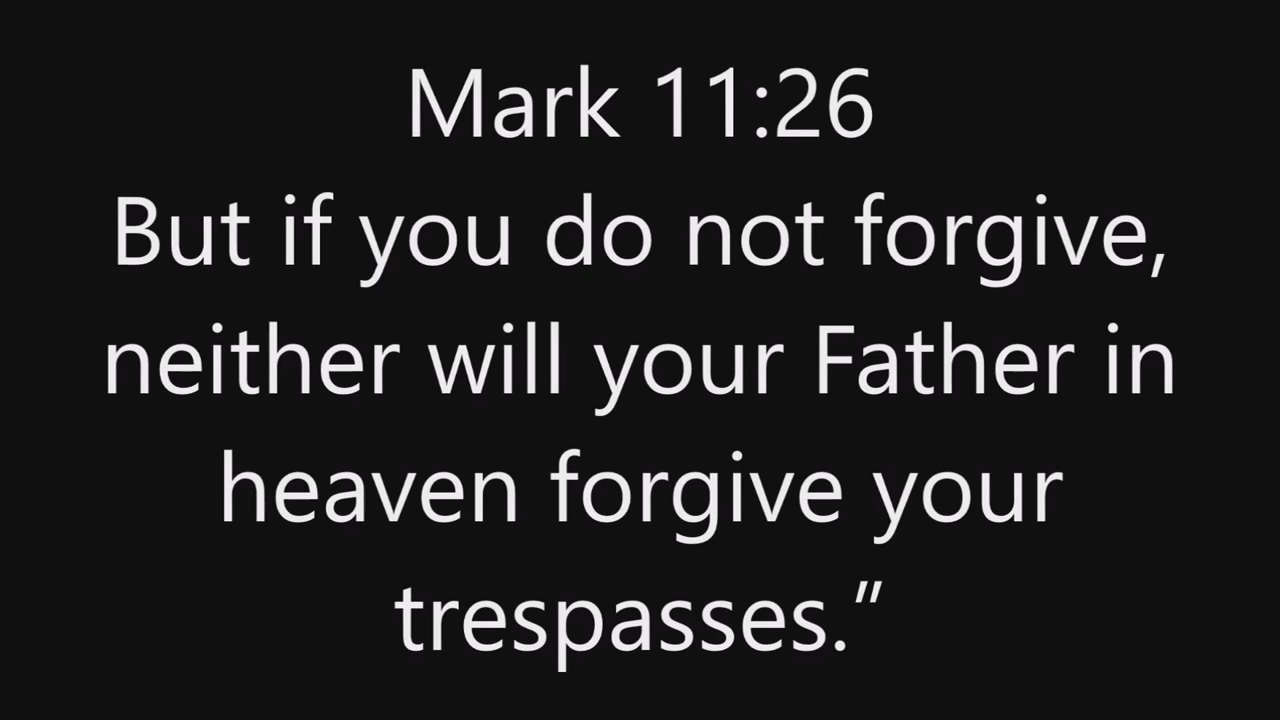 Mark 11:26
But if you do not forgive,
neither will your Father in
heaven forgive your
trespasses.”